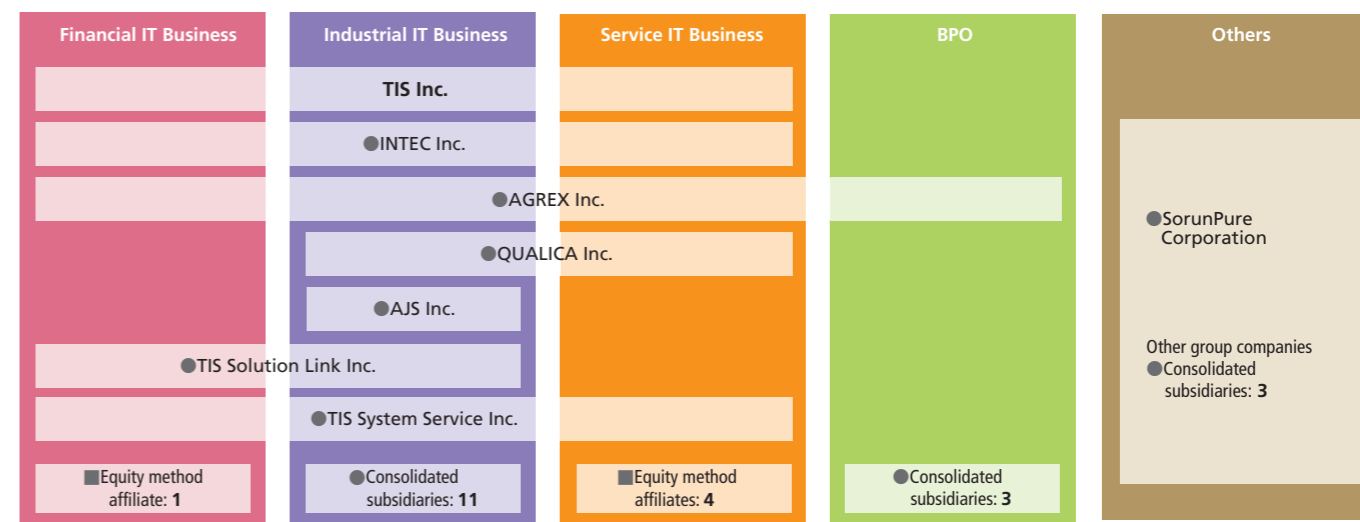 Financial IT Business
Industrial IT Business
Service IT Business
BPO
Others
TIS Inc.
●INTEC Inc.
●AGREX Inc.
●QUALICA Inc.
●AJS Inc.
●TIS Solution Link Inc.
●TIS System Service Inc.
■Equity method
affiliate: 1
●Consolidated
subsidiaries: 11
■Equity method
affiliates: 4
●Consolidated
subsidiaries: 3
●SorunPure
Corporation
Other group companies
●Consolidated
subsidiaries: 3